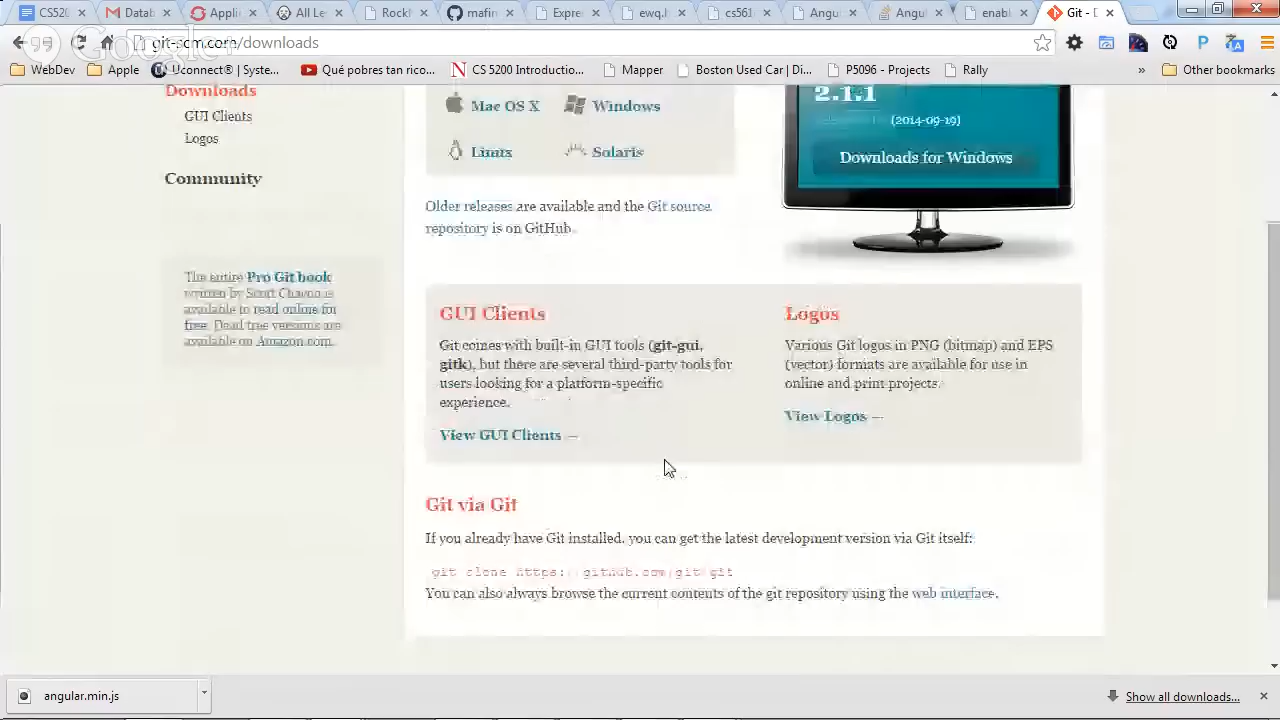 CS520
Datab
Applic
All Le
Rockl
mafin
Expre
ewq.l
cs561
Angu
Angul
enabl
Git - D
Google+
git-scm.com/downloads
WebDev
Apple
Uconnect® | Syste...
Qué pobres tan rico...
CS 5200 Introductio...
Mapper
Boston Used Car | Di...
PS096 - Projects
Rally
»
Other bookmarks
Downloads
GUI Clients
Logos
Community
The entire Pro Git book
written by Scott Chacon is
available to read online for
free. Dead tree versions are
available on Amazon.com.
Mac OS X
Windows
Linux
Solaris
Older releases are available and the Git source
repository is on GitHub.
2.1.1
(2014-09-19)
Downloads for Windows
GUI Clients
Git comes with built-in GUI tools (git-gui,
gitk), but there are several third-party tools for
users looking for a platform-specific
experience.
View GUI Clients →
Logos
Various Git logos in PNG (bitmap) and EPS
(vector) formats are available for use in
online and print projects.
View Logos →
Git via Git
If you already have Git installed, you can get the latest development version via Git itself:
git clone https://github.com/git/git
You can also always browse the current contents of the git repository using the web interface.
angular.min.js
Show all downloads...